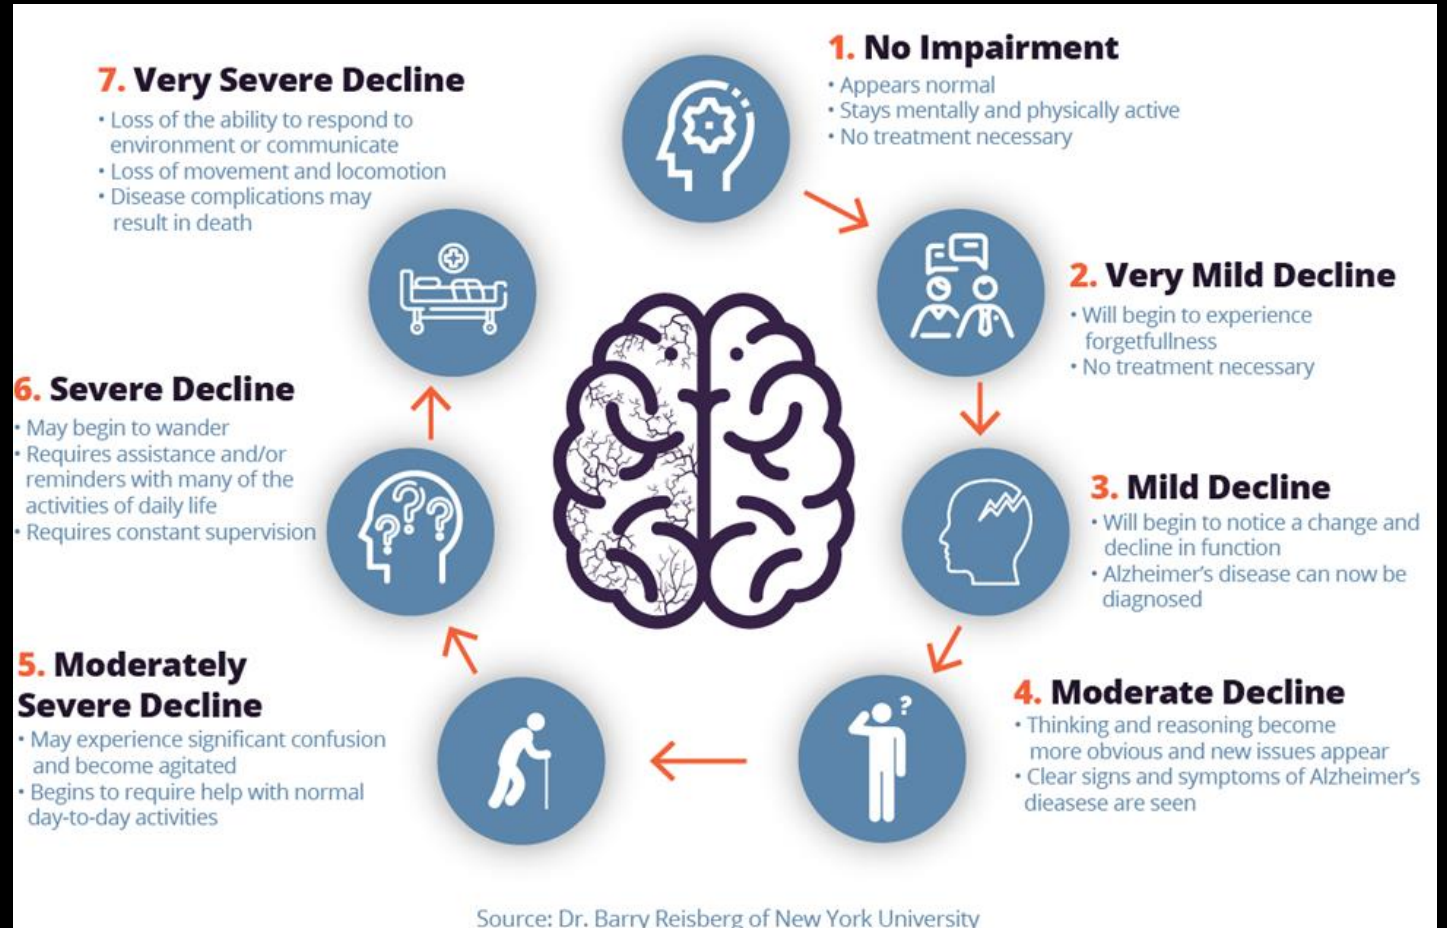 1. No Impairment
• Appears normal
• Stays mentally and physically active
• No treatment necessary
2. Very Mild Decline
• Will begin to experience
forgetfullness
• No treatment necessary
3. Mild Decline
• Will begin to notice a change and
decline in function
• Alzheimer's disease can now be
diagnosed
4. Moderate Decline
• Thinking and reasoning become
more obvious and new issues appear
• Clear signs and symptoms of Alzheimer's
dieasese are seen
5. Moderately
Severe Decline
• May experience significant confusion
and become agitated
• Begins to require help with normal
day-to-day activities
6. Severe Decline
• May begin to wander
• Requires assistance and/or
reminders with many of the
activities of daily life
• Requires constant supervision
7. Very Severe Decline
• Loss of the ability to respond to
environment or communicate
• Loss of movement and locomotion
• Disease complications may
result in death
?
? ? ?
Source: Dr. Barry Reisberg of New York University